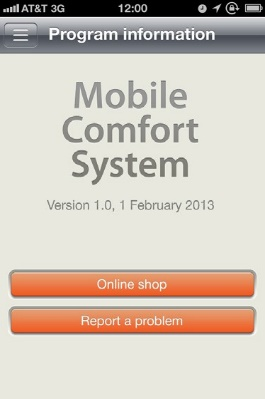 AT&T 3G 12:00
Program information
Mobile
Comfort
System
Version 1.0, 1 February 2013
Online shop
Report a problem